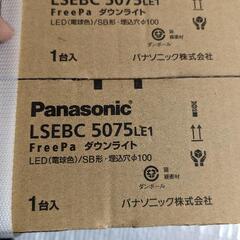 LSEBC 5075LE1
FreePa ダウンライト
LED(電球色)/SB形・埋込穴φ100
ダンボール
1台入
パナソニック株式会社
Panasonic
LSEBC 5075LE1
FreePa ダウンライト
LED(電球色)/SB形・埋込穴φ100
ダンボール
1台入
パナソニック株式会社